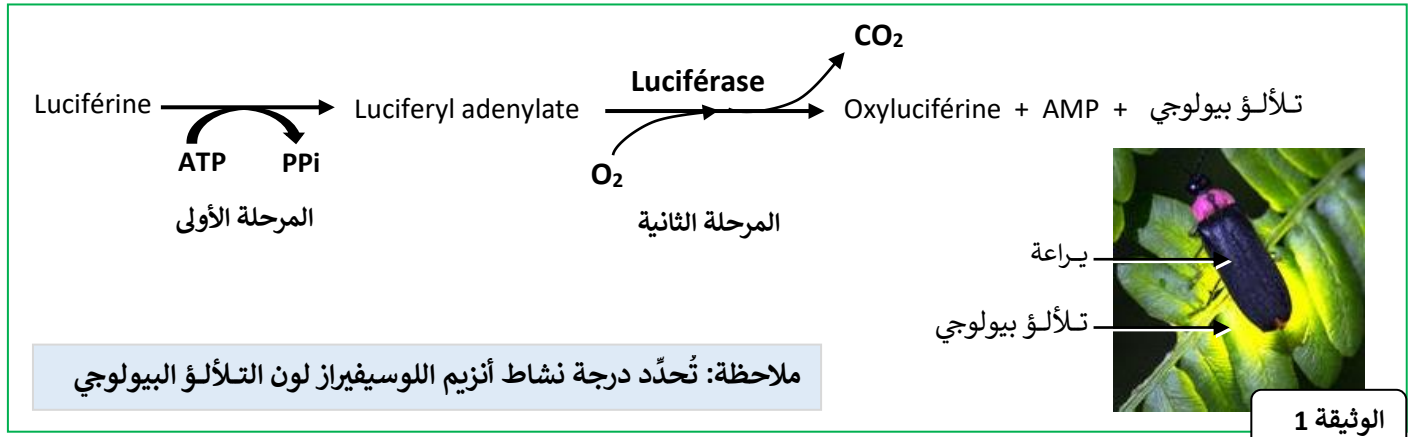 CO₂
Luciférine
Luciferyl adenylate
Luciférase
Oxyluciférine + AMP + تـلألـؤ بيولوجي
ATP
PPi
O₂
المرحلة الأولى
المرحلة الثانية
يـراعة
تـلألـؤ بيولوجي
ملاحظة: تُحدِّد درجة نشاط أنزيم اللوسيفيراز لون التـلألـؤ البيولوجي
الوثيقة 1